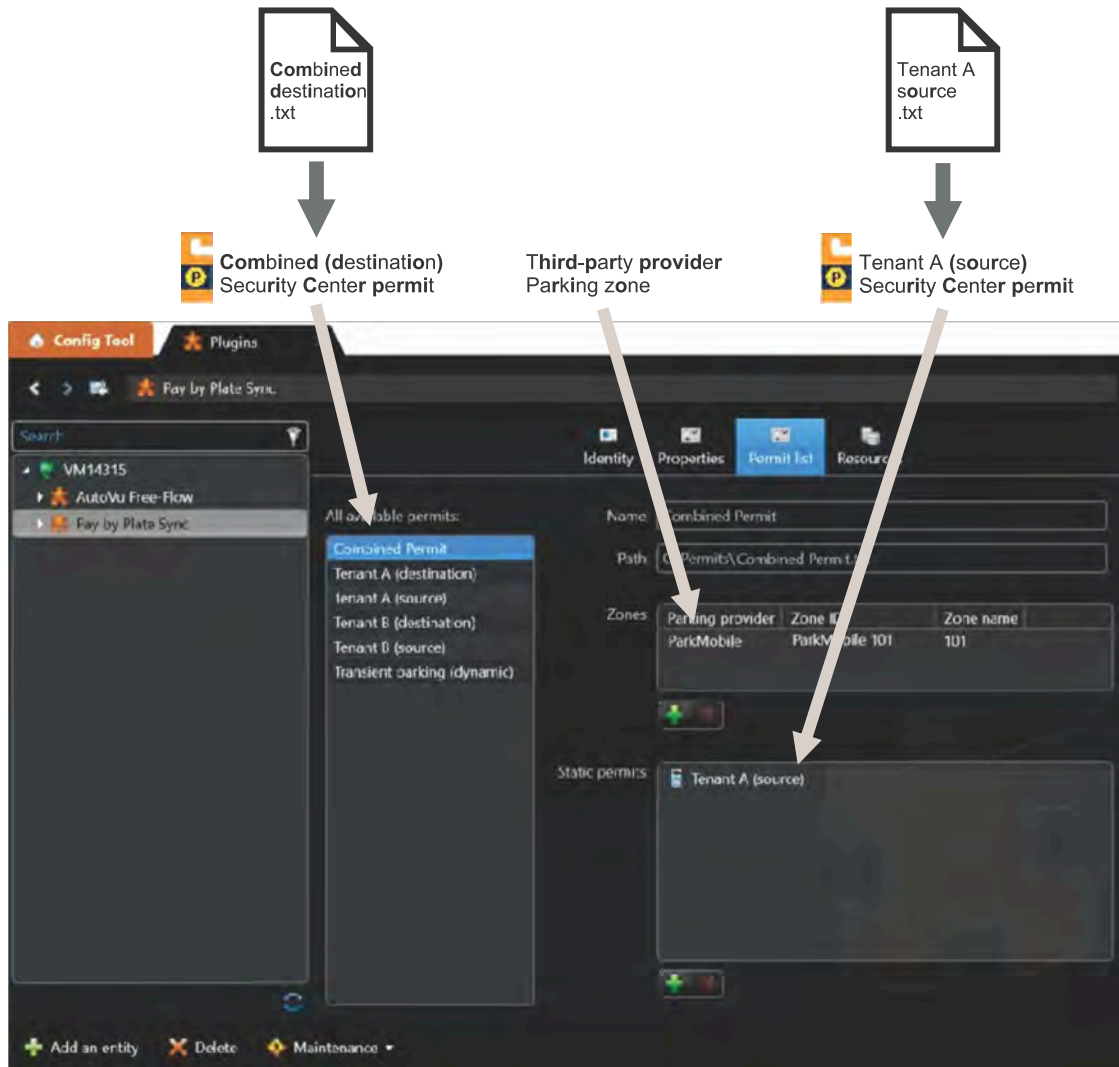 Combined
destination
.txt
Tenant A
source
.txt
Combined (destination)
Security Center permit
Third-party provider
Parking zone
Tenant A (source)
Security Center permit
Config Tool
Plugins
Pay by Plate Sync
Search
Identity
Properties
Permit list
Resources
VM14315
AutoVu Free-Flow
Pay by Plate Sync
All available permits:
Combined Permit
Tenant A (destination)
Tenant A (source)
Tenant B (destination)
Tenant B (source)
Transient parking (dynamic)
Name
Combined Permit
Path
C:\Permits\Combined Permit.
Zones
Parking provider
Zone ID
Zone name
ParkMobile
ParkMobile 101
101
Static permits
Tenant A (source)
Add an entity
Delete
Maintenance